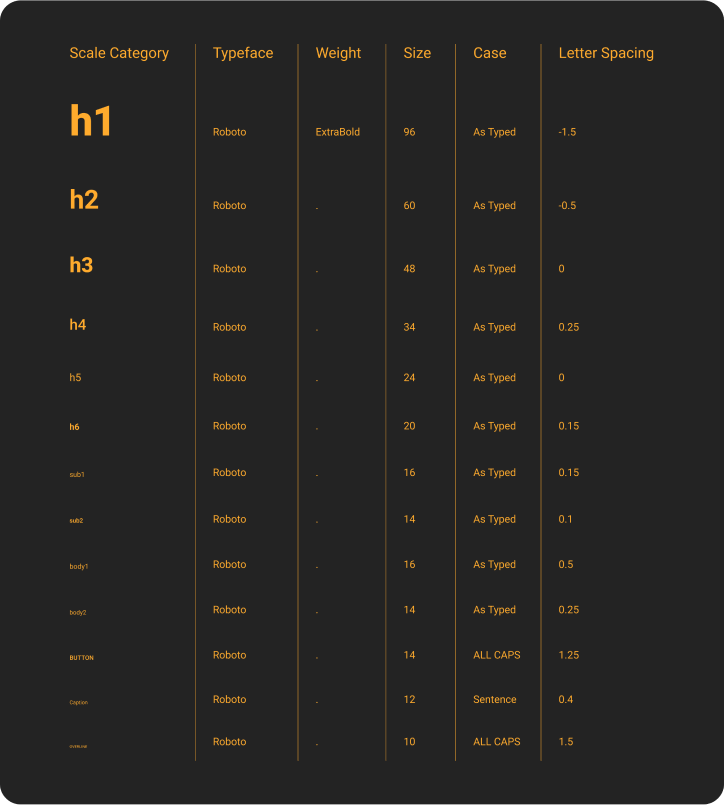 Scale Category Typeface Weight Size Case Letter Spacing
h1 Roboto ExtraBold 96 As Typed -1.5
h2 Roboto . 60 As Typed -0.5
h3 Roboto . 48 As Typed 0
h4 Roboto . 34 As Typed 0.25
h5 Roboto . 24 As Typed 0
h6 Roboto . 20 As Typed 0.15
sub1 Roboto . 16 As Typed 0.15
sub2 Roboto . 14 As Typed 0.1
body1 Roboto . 16 As Typed 0.5
body2 Roboto . 14 As Typed 0.25
BUTTON Roboto . 14 ALL CAPS 1.25
Caption Roboto . 12 Sentence 0.4
OVERLINE Roboto . 10 ALL CAPS 1.5